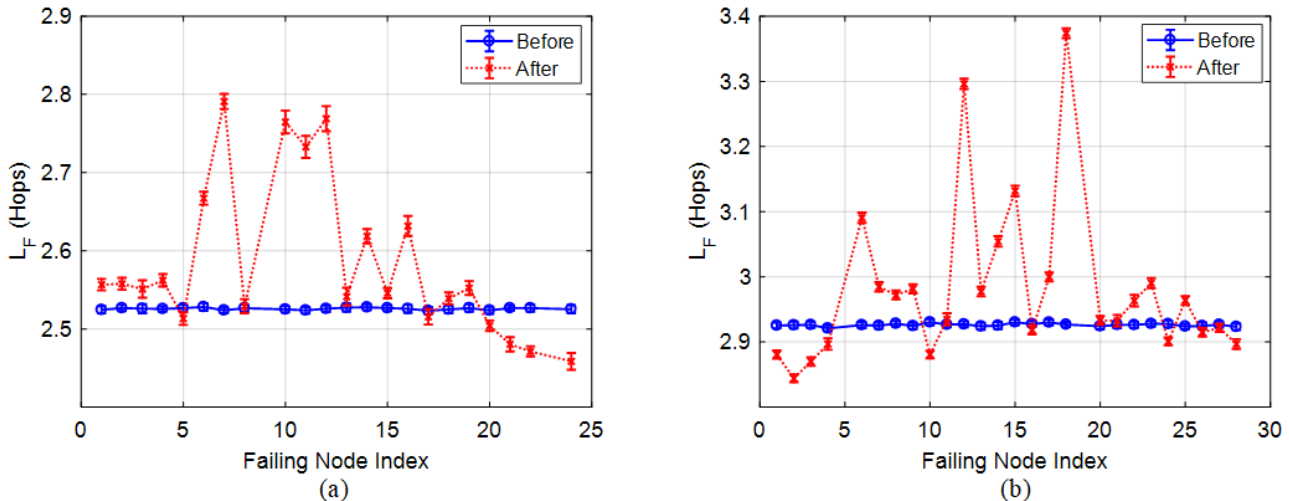 2.9
2.8
2.7
2.6
2.5
L_F (Hops)
0 5 10 15 20 25
Failing Node Index
(a)
Before
After
3.4
3.3
3.2
3.1
3
2.9
L_F (Hops)
0 5 10 15 20 25 30
Failing Node Index
(b)
Before
After